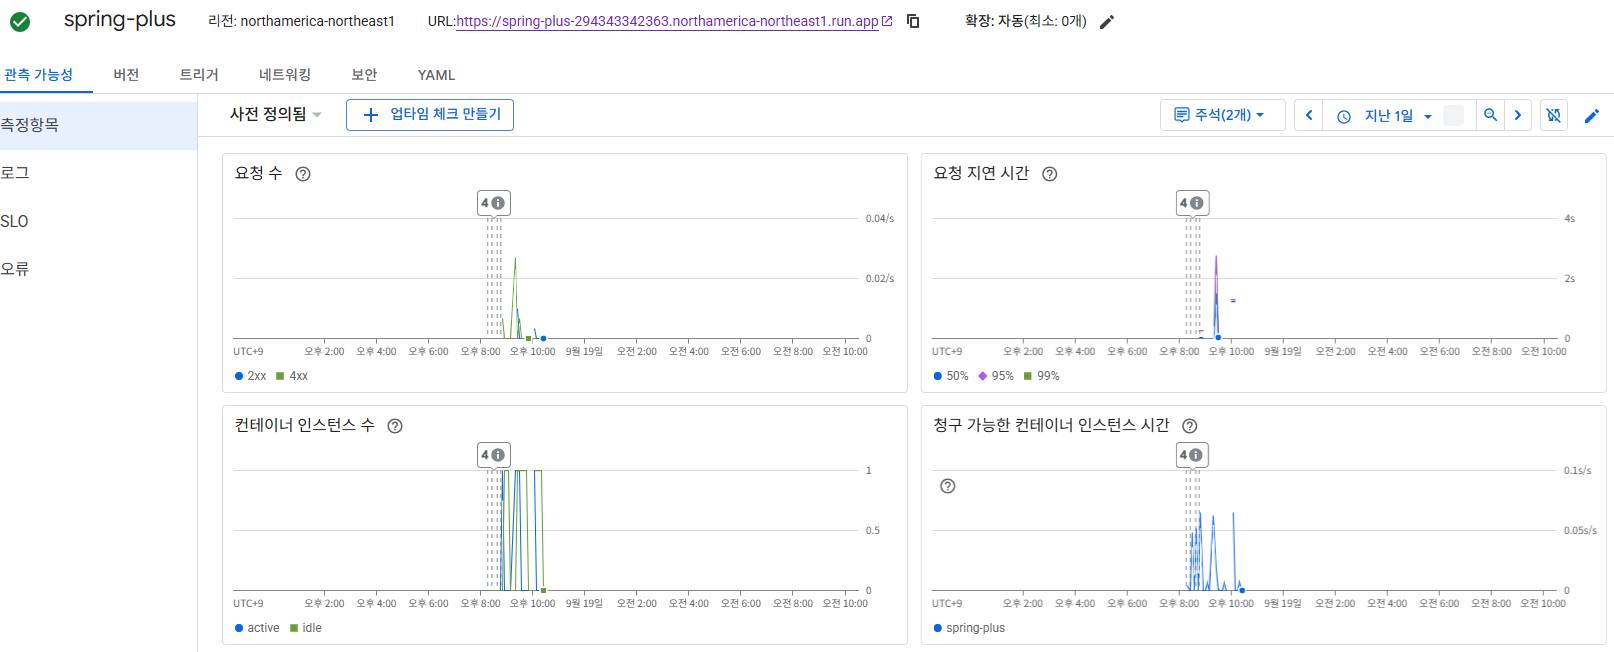 spring-plus 리전: northamerica-northeast1 URL:https://spring-plus-294343342363.northamerica-northeast1.run.app 확장: 자동(최소: 0개)
관측 가능성 버전 트리거 네트워킹 보안 YAML
측정항목
로그
SLO
오류
사전 정의됨 업타임 체크 만들기 주석(2개) 지난 1일
요청 수
4
0.04/s
0.02/s
0
UTC+9 오후 2:00 오후 4:00 오후 6:00 오후 8:00 오후 10:00 9월 19일 오전 2:00 오전 4:00 오전 6:00 오전 8:00 오전 10:00
2xx 4xx
요청 지연 시간
4
4s
2s
0
UTC+9 오후 2:00 오후 4:00 오후 6:00 오후 8:00 오후 10:00 9월 19일 오전 2:00 오전 4:00 오전 6:00 오전 8:00 오전 10:00
50% 95% 99%
컨테이너 인스턴스 수
4
1
0.5
0
UTC+9 오후 2:00 오후 4:00 오후 6:00 오후 8:00 오후 10:00 9월 19일 오전 2:00 오전 4:00 오전 6:00 오전 8:00 오전 10:00
active idle
청구 가능한 컨테이너 인스턴스 시간
4
0.1s/s
0.05s/s
0
UTC+9 오후 2:00 오후 4:00 오후 6:00 오후 8:00 오후 10:00 9월 19일 오전 2:00 오전 4:00 오전 6:00 오전 8:00 오전 10:00
spring-plus